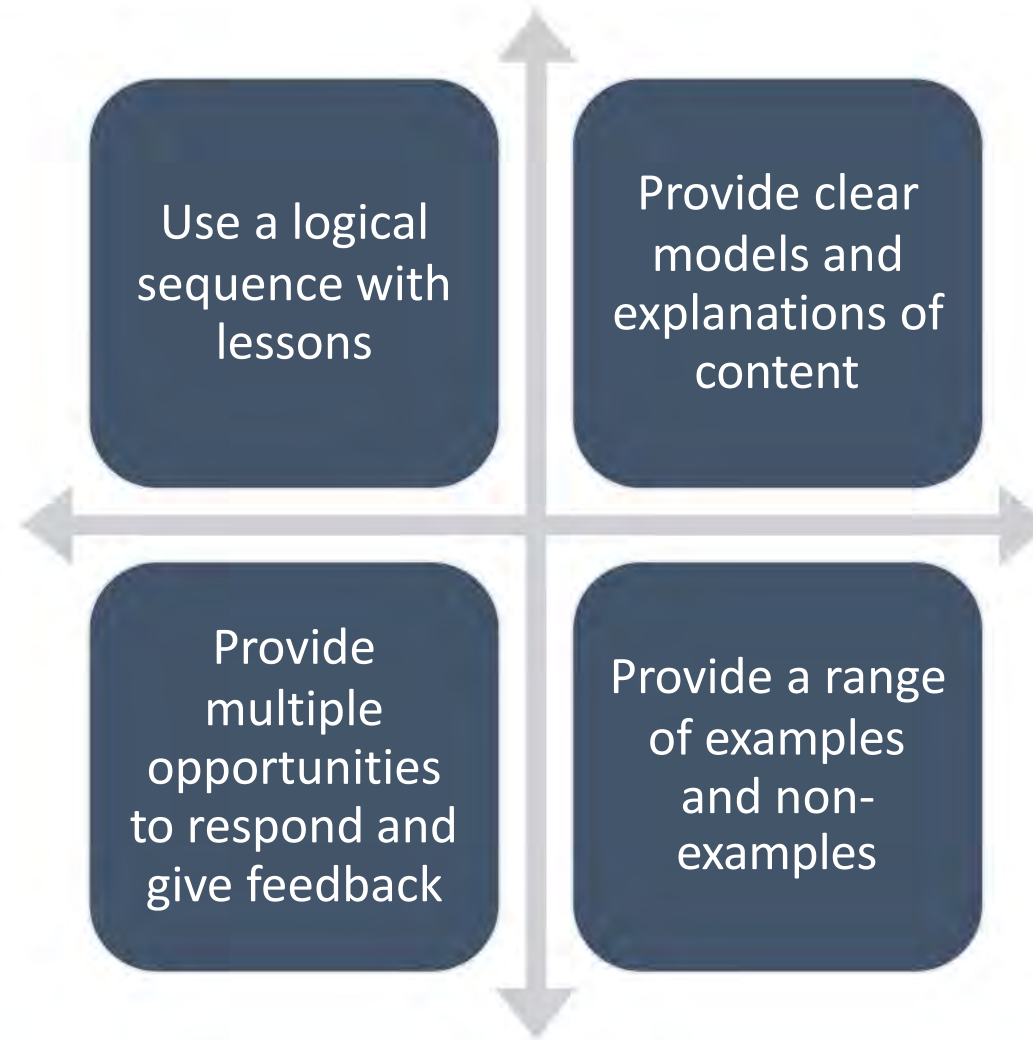 Use a logical
sequence with
lessons
Provide clear
models and
explanations of
content
Provide
multiple
opportunities
to respond and
give feedback
Provide a range
of examples
and non-
examples